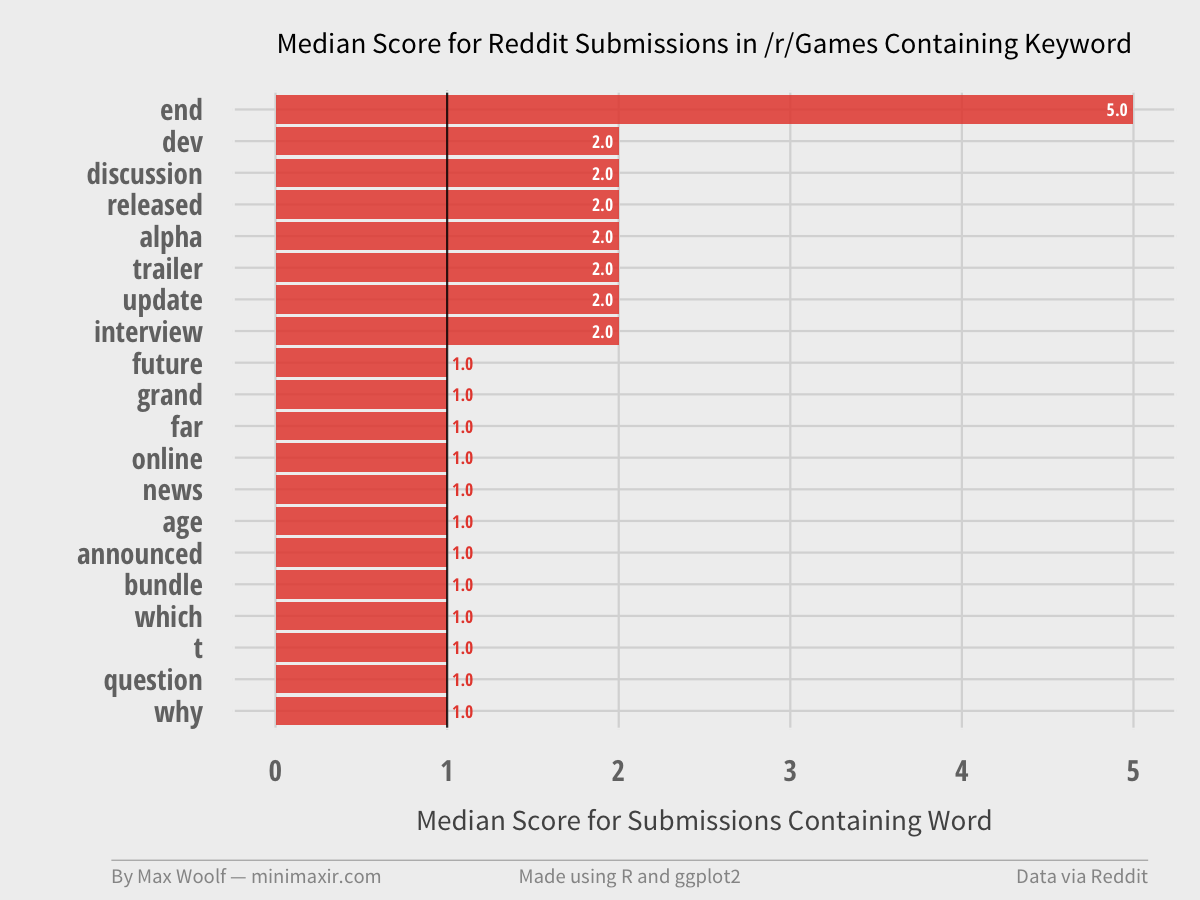 Median Score for Reddit Submissions in /r/Games Containing Keyword
end 5.0
dev 2.0
discussion 2.0
released 2.0
alpha 2.0
trailer 2.0
update 2.0
interview 2.0
future 1.0
grand 1.0
far 1.0
online 1.0
news 1.0
age 1.0
announced 1.0
bundle 1.0
which 1.0
t 1.0
question 1.0
why 1.0
0 1 2 3 4 5
Median Score for Submissions Containing Word
By Max Woolf — minimaxir.com Made using R and ggplot2 Data via Reddit